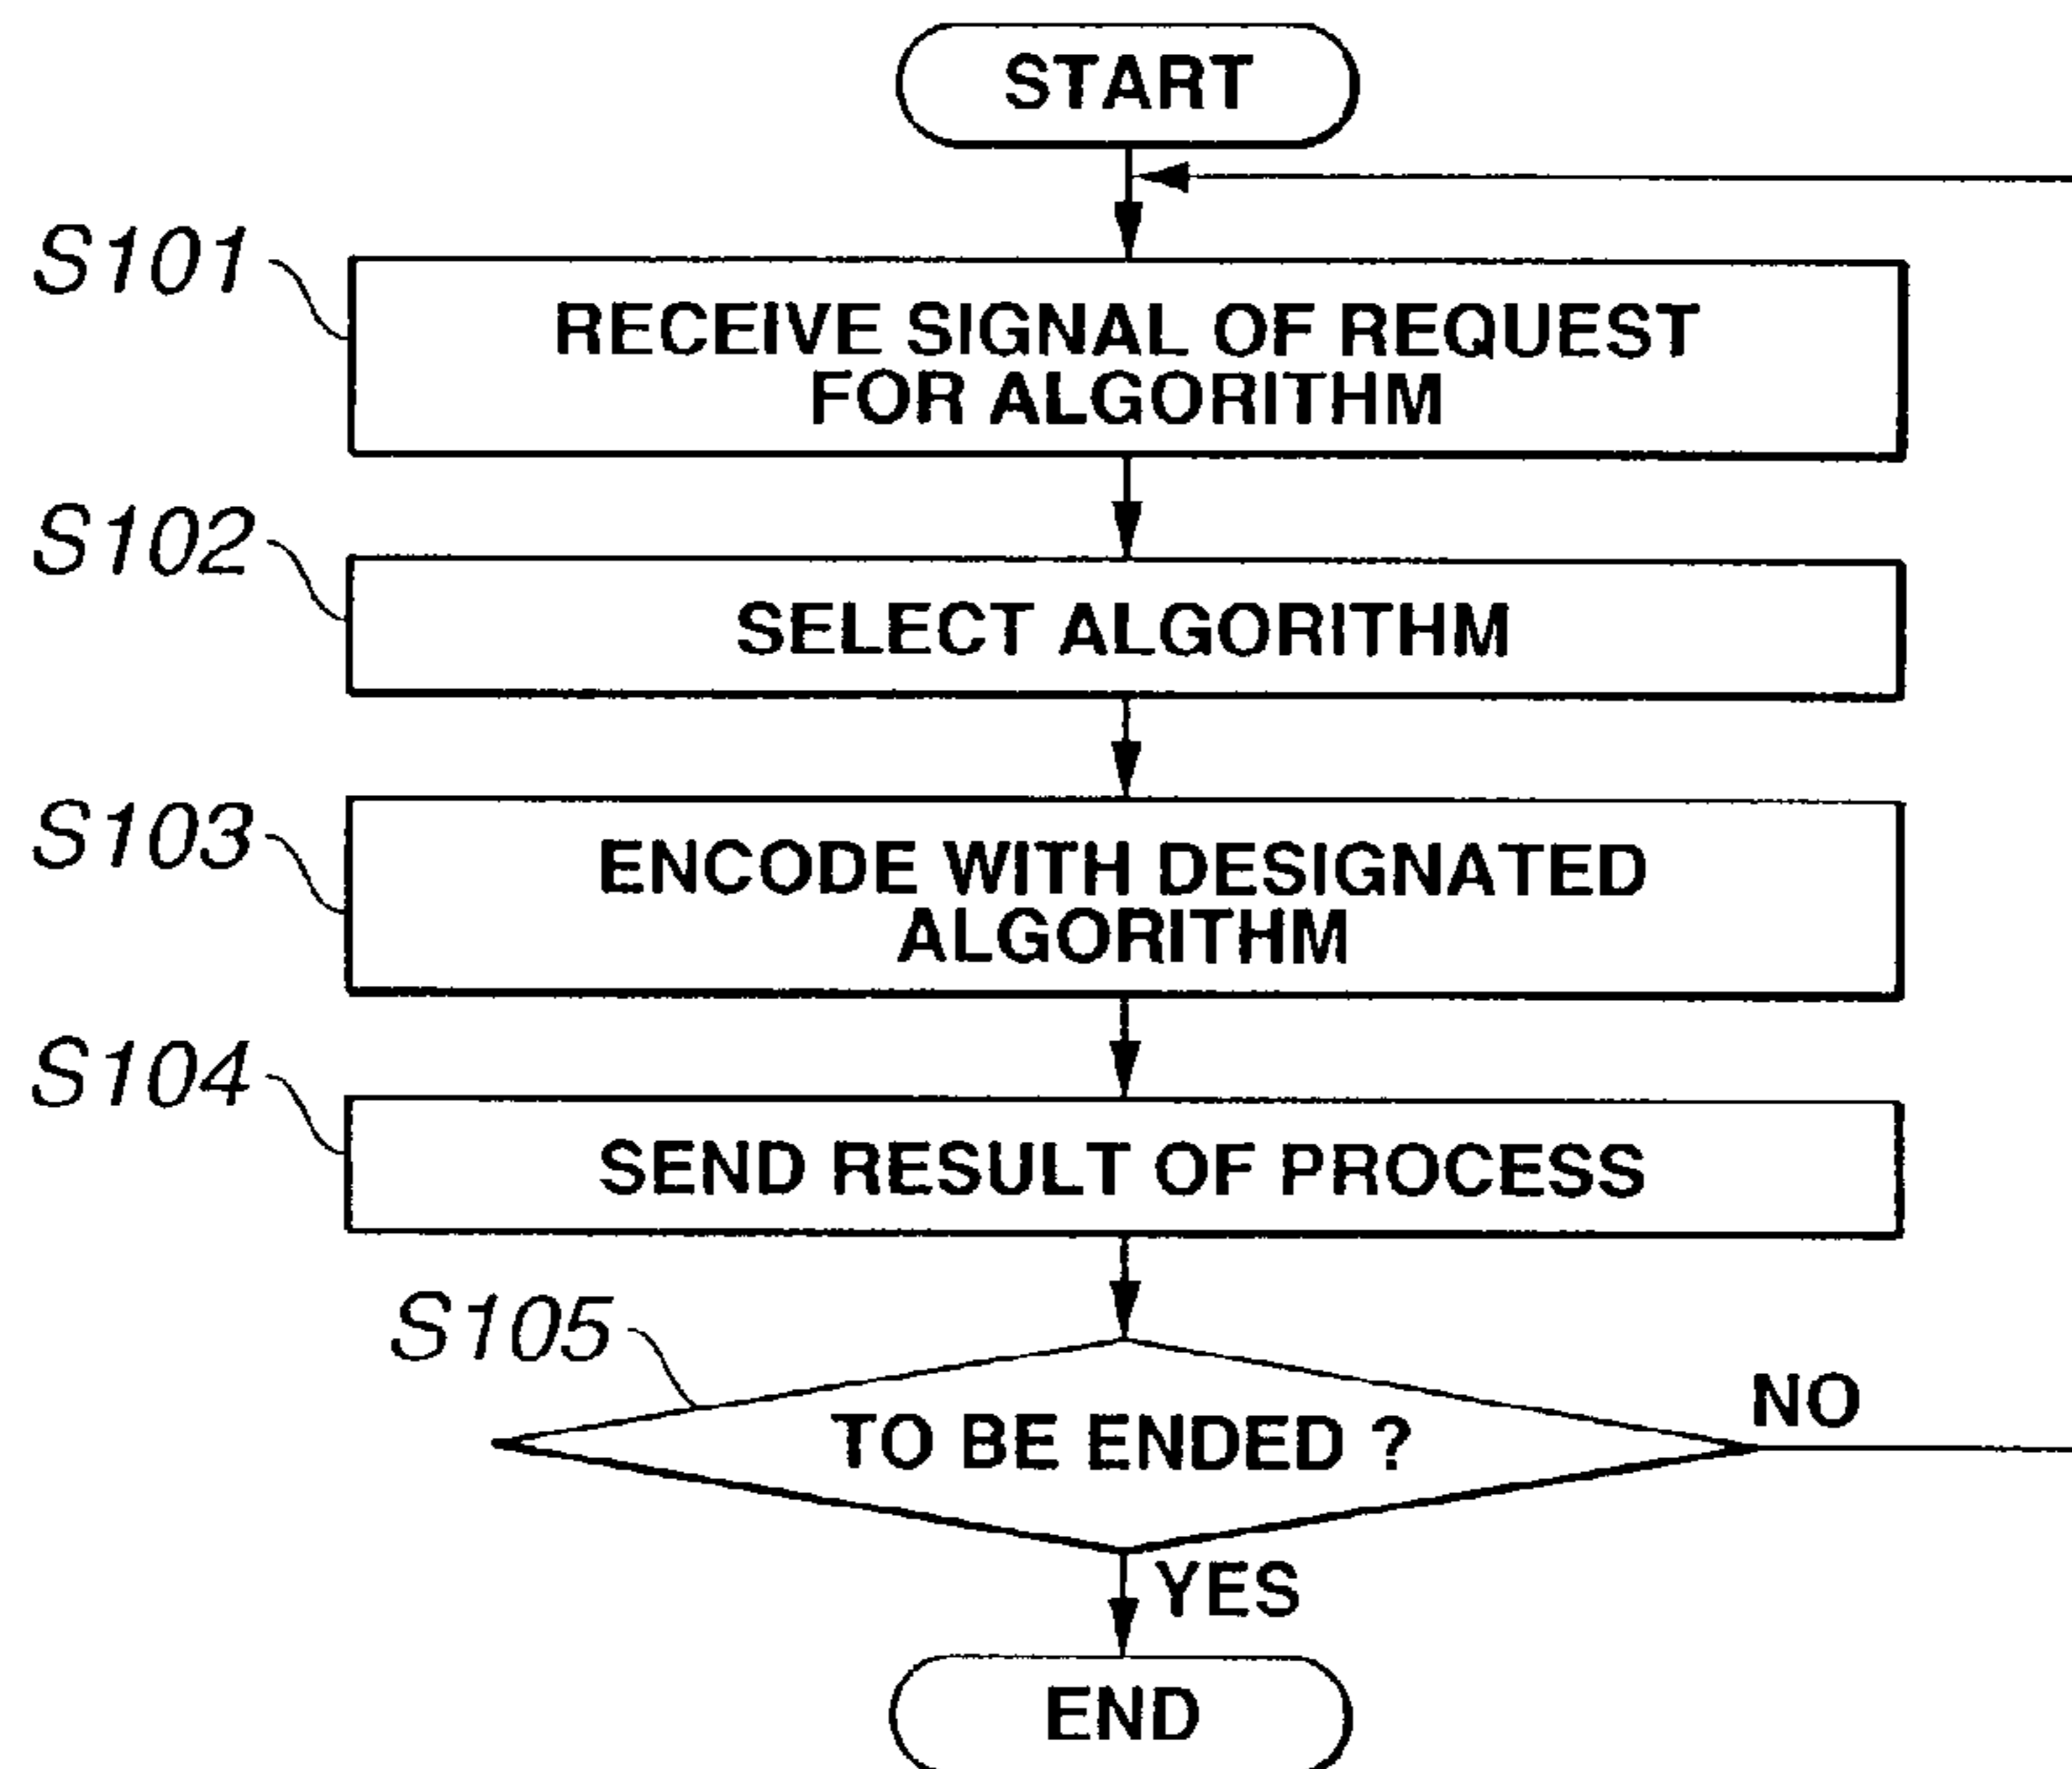 START
S101
RECEIVE SIGNAL OF REQUEST
FOR ALGORITHM
S102
SELECT ALGORITHM
S103
ENCODE WITH DESIGNATED
ALGORITHM
S104
SEND RESULT OF PROCESS
S105
TO BE ENDED ?
NO
YES
END